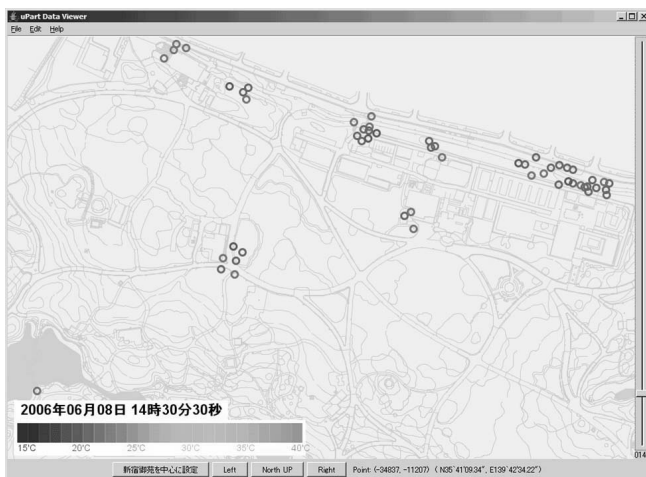 uPart Data Viewer
File Edit Help
2006年06月08日 14時30分30秒
15℃ 20℃ 25℃ 30℃ 35℃ 40℃
014
新宿御苑を中心に設定 Left North UP Right Point: (-34837, -11207) ( N35°41'09.34", E139°42'34.22")